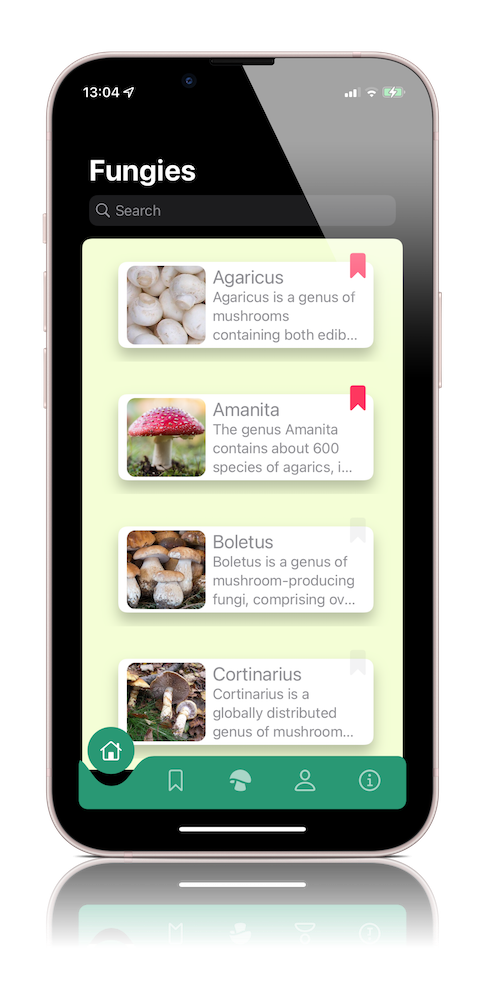 13:04
Fungies
Search
Agaricus
Agaricus is a genus of
mushrooms
containing both edib...
Amanita
The genus Amanita
contains about 600
species of agarics, i...
Boletus
Boletus is a genus of
mushroom-producing
fungi, comprising ov...
Cortinarius
Cortinarius is a
globally distributed
genus of mushroom...